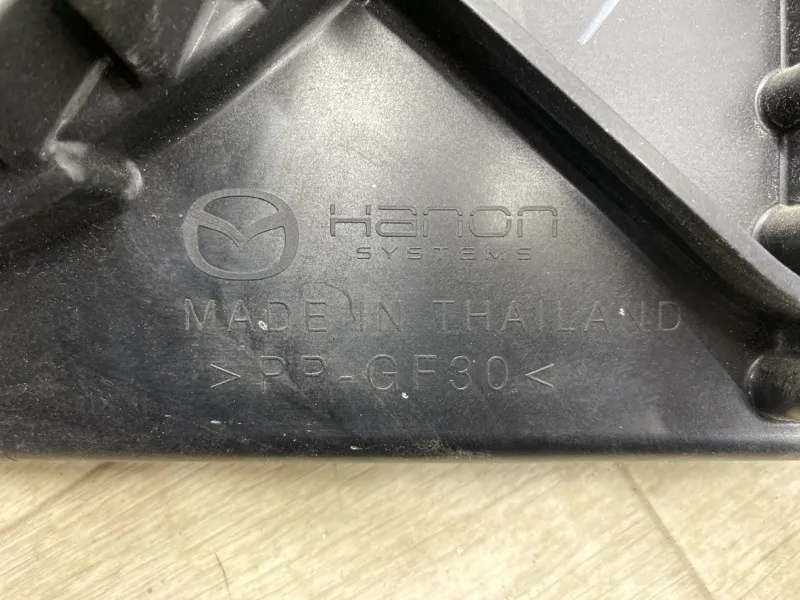 Hanon
SYSTEMS
MADE IN THAILAND
>PP-GF30<